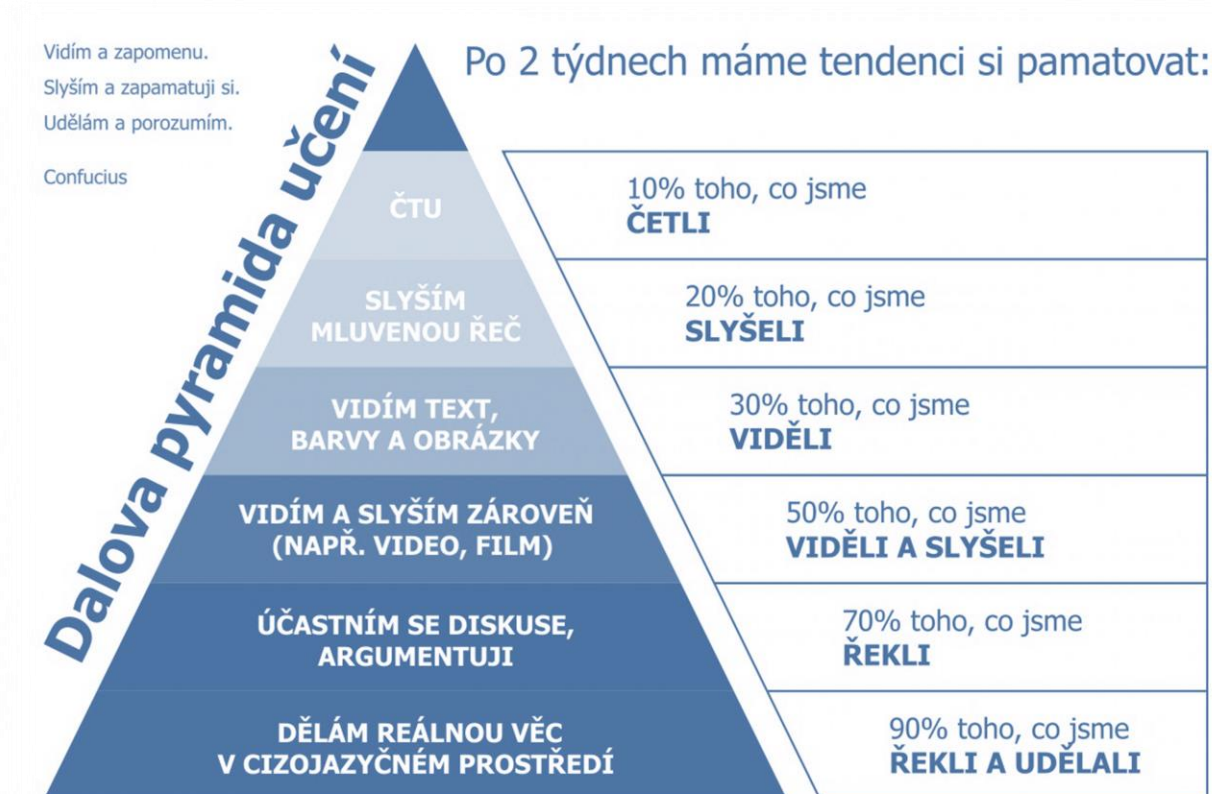 Vidím a zapomenu.
Slyším a zapamatuji si.
Udělám a porozumím.
Confucius
Dalova pyramida učení
Po 2 týdnech máme tendenci si pamatovat:
ČTU
10% toho, co jsme
ČETLI
SLYŠÍM
MLUVENOU ŘEČ
20% toho, co jsme
SLYŠELI
VIDÍM TEXT,
BARVY A OBRÁZKY
30% toho, co jsme
VIDĚLI
VIDÍM A SLYŠÍM ZÁROVEŇ
(NAPŘ. VIDEO, FILM)
50% toho, co jsme
VIDĚLI A SLYŠELI
ÚČASTNÍM SE DISKUSE,
ARGUMENTUJI
70% toho, co jsme
ŘEKLI
DĚLÁM REÁLNOU VĚC
V CIZOJAZYČNÉM PROSTŘEDÍ
90% toho, co jsme
ŘEKLI A UDĚLALI